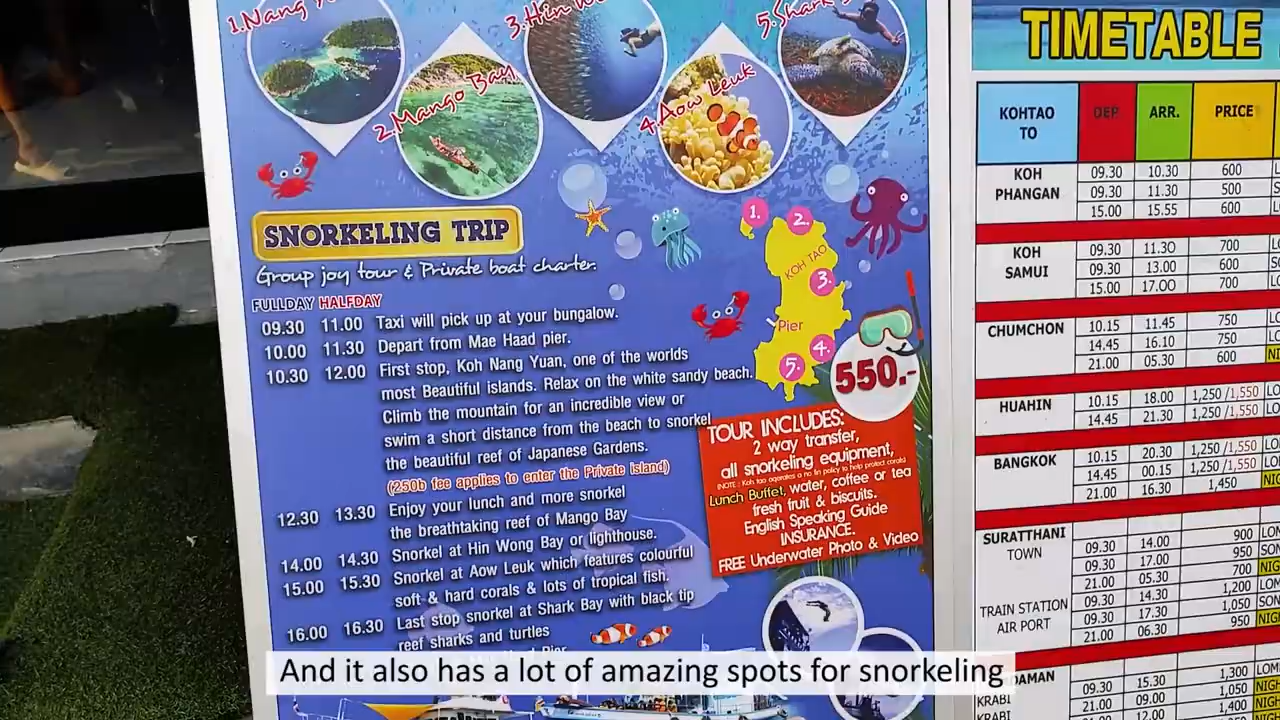 1.Nang
2.Mango Bay
3.Hin
4.Aow Leuk
5.Shark
SNORKELING TRIP
Group joy tour & Private boat charter.
FULLDAY HALFDAY
09.30 11.00 Taxi will pick up at your bungalow.
10.00 11.30 Depart from Mae Haad pier.
10.30 12.00 First stop, Koh Nang Yuan, one of the worlds
most Beautiful islands. Relax on the white sandy beach.
Climb the mountain for an incredible view or
swim a short distance from the beach to snorkel
the beautiful reef of Japanese Gardens.
(250b fee applies to enter the Private island)
12.30 13.30 Enjoy your lunch and more snorkel
the breathtaking reef of Mango Bay
14.00 14.30 Snorkel at Hin Wong Bay or lighthouse.
15.00 15.30 Snorkel at Aow Leuk which features colourful
soft & hard corals & lots of tropical fish.
16.00 16.30 Last stop snorkel at Shark Bay with black tip
reef sharks and turtles
1.
2.
KOH TAO
3.
Pier
4.
5.
550.-
TOUR INCLUDES:
2 way transfer,
all snorkeling equipment,
(NOTE : Koh tao operates a no fin policy to help protect corals)
Lunch Buffet, water, coffee or tea
fresh fruit & biscuits.
English Speaking Guide
INSURANCE.
FREE Underwater Photo & Video
TIMETABLE
KOHTAO TO DEP ARR. PRICE
KOH PHANGAN
09.30 10.30 600
09.30 11.30 500
15.00 15.55 600
KOH SAMUI
09.30 11.30 700
09.30 13.00 600
15.00 17.00 700
CHUMCHON
10.15 11.45 750
14.45 16.10 750
21.00 05.30 600
HUAHIN
10.15 18.00 1,250 /1,550
14.45 21.30 1,250 /1,550
BANGKOK
10.15 20.30 1,250 /1,550
14.45 00.15 1,250 /1,550
21.00 16.30 1,450
SURATTHANI
TOWN
09.30 14.00 900
09.30 17.00 950
21.00 05.30 700
TRAIN STATION
AIR PORT
09.30 14.30 1,200
09.30 17.30 1,050
21.00 06.30 950
DAMAN
KRABI
09.30 15.30 1,300
21.00 09.00 1,050
KRABI 12.00 1,400
And it also has a lot of amazing spots for snorkeling